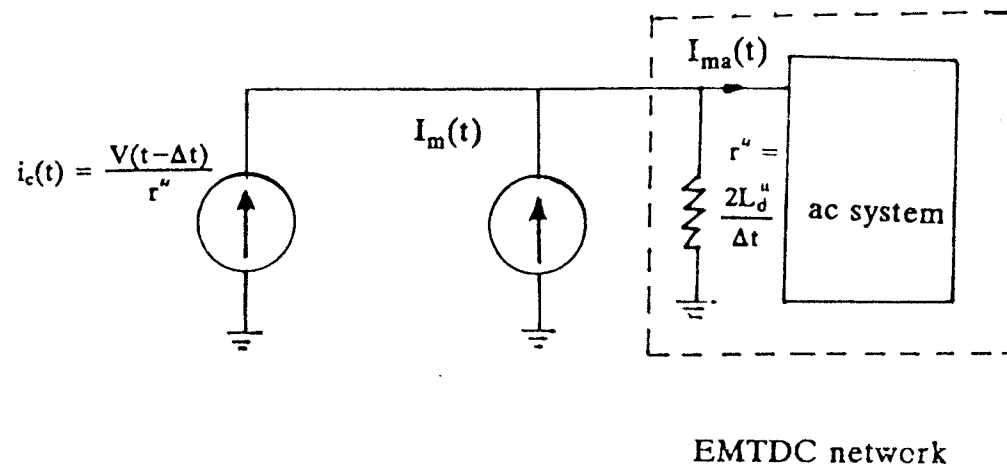 I_ma(t)
I_m(t)
i_c(t) = V(t−Δt) / r"
r" =
2L_d" / Δt
ac system
EMTDC network